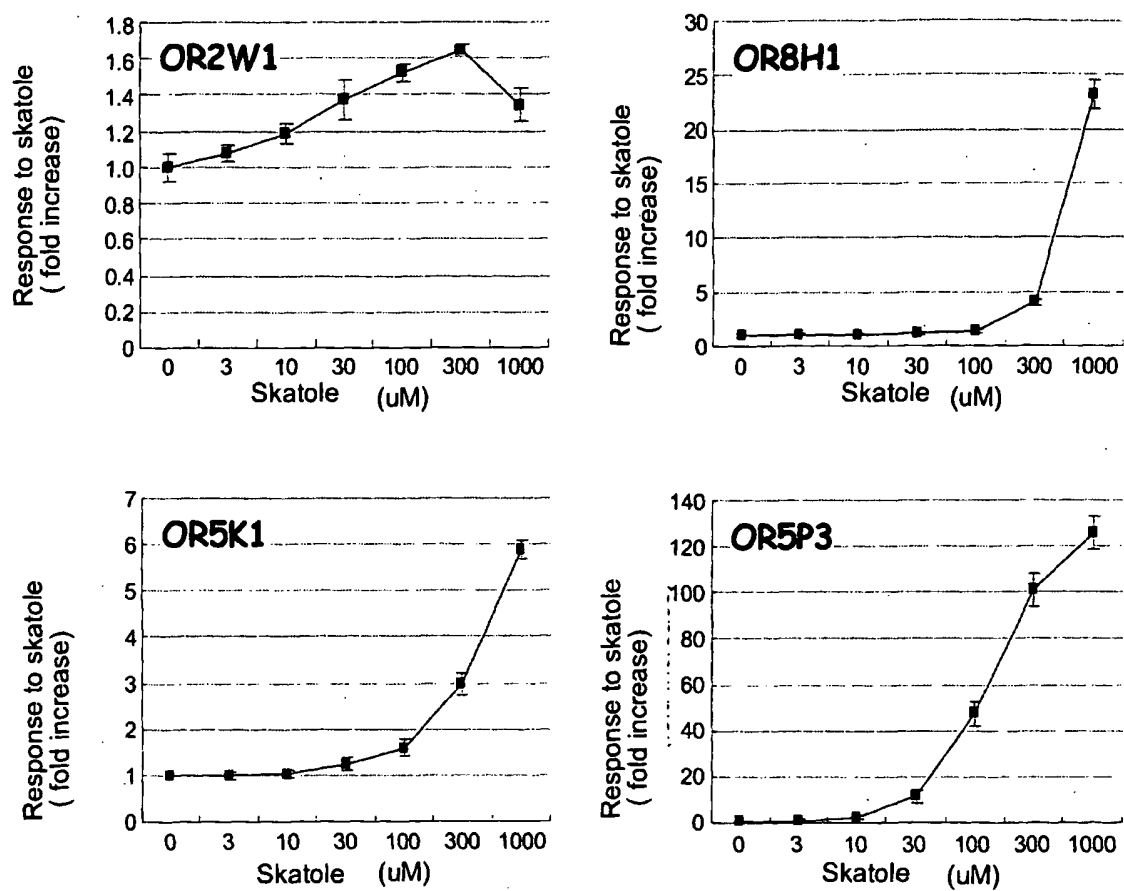 OR2W1
Response to skatole
( fold increase)
1.8
1.6
1.4
1.2
1.0
0.8
0.6
0.4
0.2
0
0 3 10 30 100 300 1000
Skatole (uM)
OR8H1
Response to skatole
( fold increase)
30
25
20
15
10
5
0
0 3 10 30 100 300 1000
Skatole (uM)
OR5K1
Response to skatole
( fold increase)
7
6
5
4
3
2
1
0
0 3 10 30 100 300 1000
Skatole (uM)
OR5P3
Response to skatole
( fold increase)
140
120
100
80
60
40
20
0
0 3 10 30 100 300 1000
Skatole (uM)